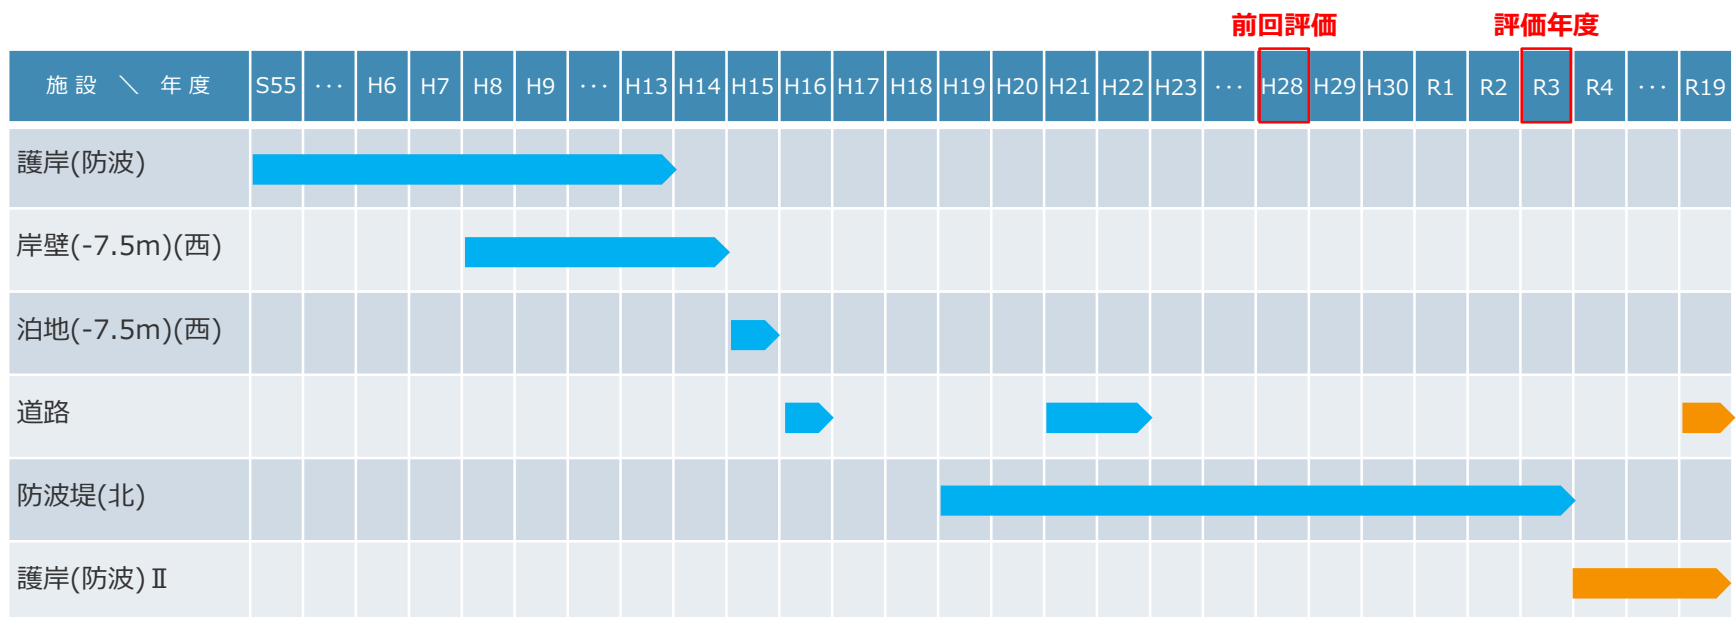 前回評価 評価年度
施設 ＼ 年度 S55 ··· H6 H7 H8 H9 ··· H13 H14 H15 H16 H17 H18 H19 H20 H21 H22 H23 ··· H28 H29 H30 R1 R2 R3 R4 ··· R19
護岸(防波)
岸壁(-7.5m)(西)
泊地(-7.5m)(西)
道路
防波堤(北)
護岸(防波)Ⅱ